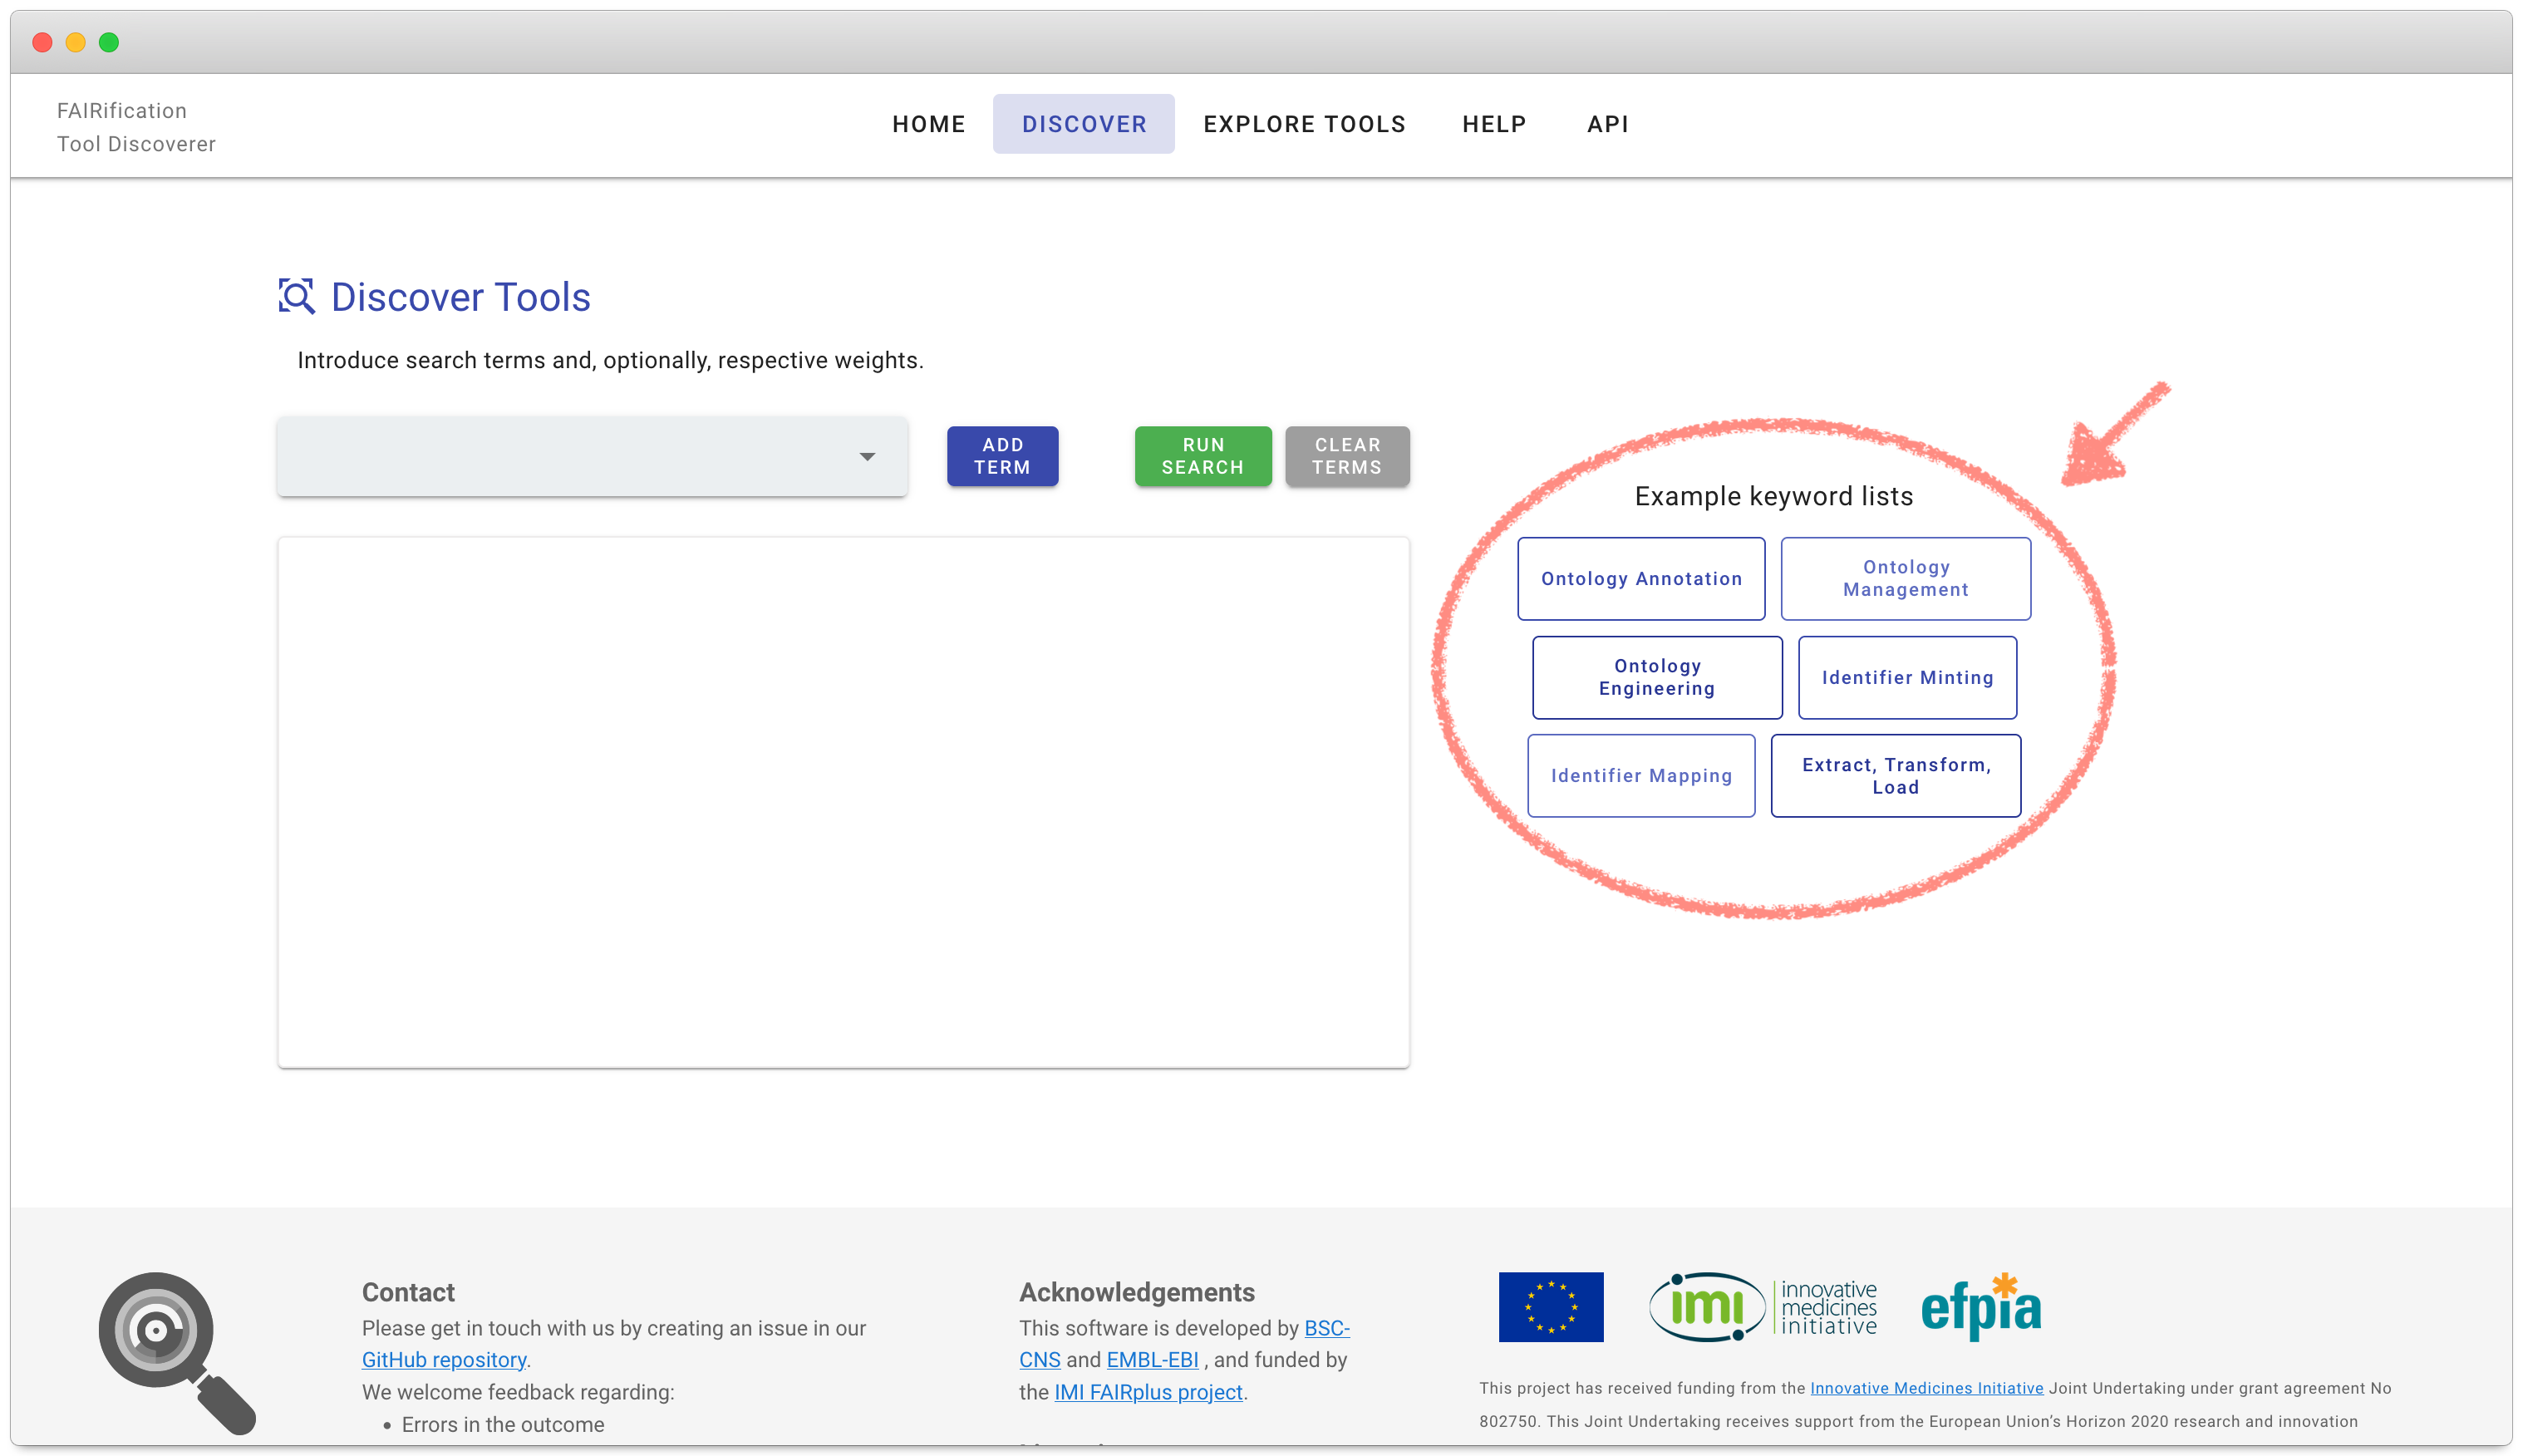 FAIRification
Tool Discoverer
HOME
DISCOVER
EXPLORE TOOLS
HELP
API
Discover Tools
Introduce search terms and, optionally, respective weights.
ADD
TERM
RUN
SEARCH
CLEAR
TERMS
Example keyword lists
Ontology Annotation
Ontology
Management
Ontology
Engineering
Identifier Minting
Identifier Mapping
Extract, Transform,
Load
Contact
Please get in touch with us by creating an issue in our
GitHub repository.
We welcome feedback regarding:
• Errors in the outcome
Acknowledgements
This software is developed by BSC-
CNS and EMBL-EBI , and funded by
the IMI FAIRplus project.
imi
innovative
medicines
initiative
efpia
This project has received funding from the Innovative Medicines Initiative Joint Undertaking under grant agreement No
802750. This Joint Undertaking receives support from the European Union’s Horizon 2020 research and innovation